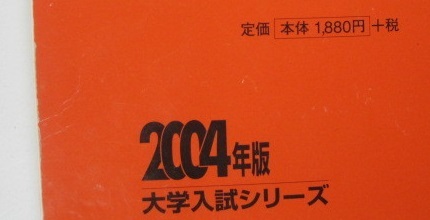 定価 本体 1,880円 +税
2004年版
大学入試シリーズ